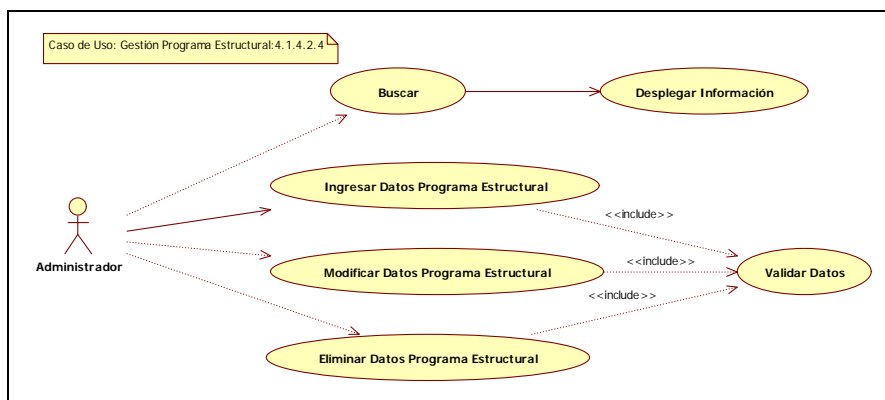 Caso de Uso: Gestión Programa Estructural:4.1.4.2.4
Buscar
Desplegar Información
Ingresar Datos Programa Estructural
<<include>>
Administrador
Modificar Datos Programa Estructural
<<include>>
Validar Datos
<<include>>
Eliminar Datos Programa Estructural